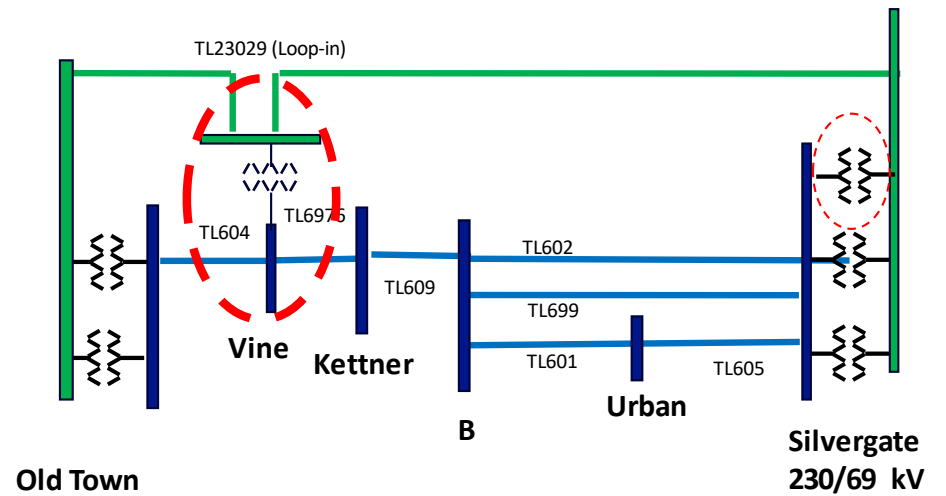 TL23029 (Loop-in)
TL604
TL6976
TL602
TL609
TL699
Vine
Kettner
TL601
TL605
Urban
B
Silvergate
230/69 kV
Old Town